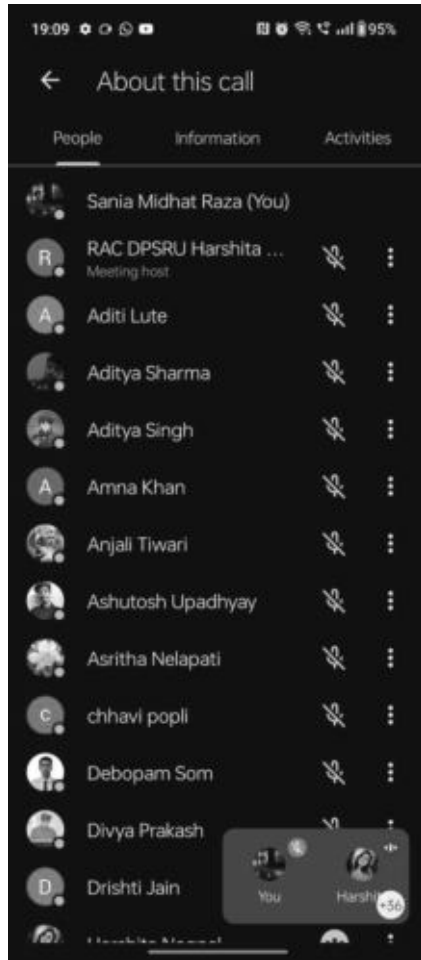 19:09
95%
About this call
People Information Activities
Sania Midhat Raza (You)
R RAC DPSRU Harshita ...
Meeting host
A Aditi Lute
Aditya Sharma
Aditya Singh
A Amna Khan
Anjali Tiwari
Ashutosh Upadhyay
Asritha Nelapati
c chhavi popli
Debopam Som
Divya Prakash
D Drishti Jain
You Harshi
+36